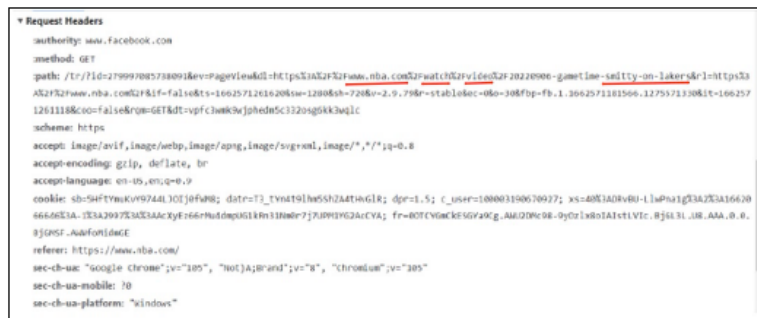 ▼ Request Headers
:authority: www.facebook.com
:method: GET
:path: /tr/?id=279997085738091&ev=PageView&dl=https%3A%2F%2Fwww.nba.com%2Fwatch%2Fvideo%2F20220906-gametime-smitty-on-lakers&rl=https%3
A%2F%2Fwww.nba.com%2F&if=false&ts=1662571261620&sw=1280&sh=720&v=2.9.79&r=stable&ec=0&o=30&fbp=fb.1.1662571181566.1275571330&it=166257
1261118&coo=false&rqm=GET&dt=vpfc3wmk9wjphedm5c332osg6kk3wqlc
:scheme: https
accept: image/avif,image/webp,image/apng,image/svg+xml,image/*,*/*;q=0.8
accept-encoding: gzip, deflate, br
accept-language: en-US,en;q=0.9
cookie: dpr=1.5; c_user=100003190670927;
referer: https://www.nba.com/
sec-ch-ua: "Google Chrome";v="105", "Not)A;Brand";v="8", "Chromium";v="105"
sec-ch-ua-mobile: ?0
sec-ch-ua-platform: "Windows"